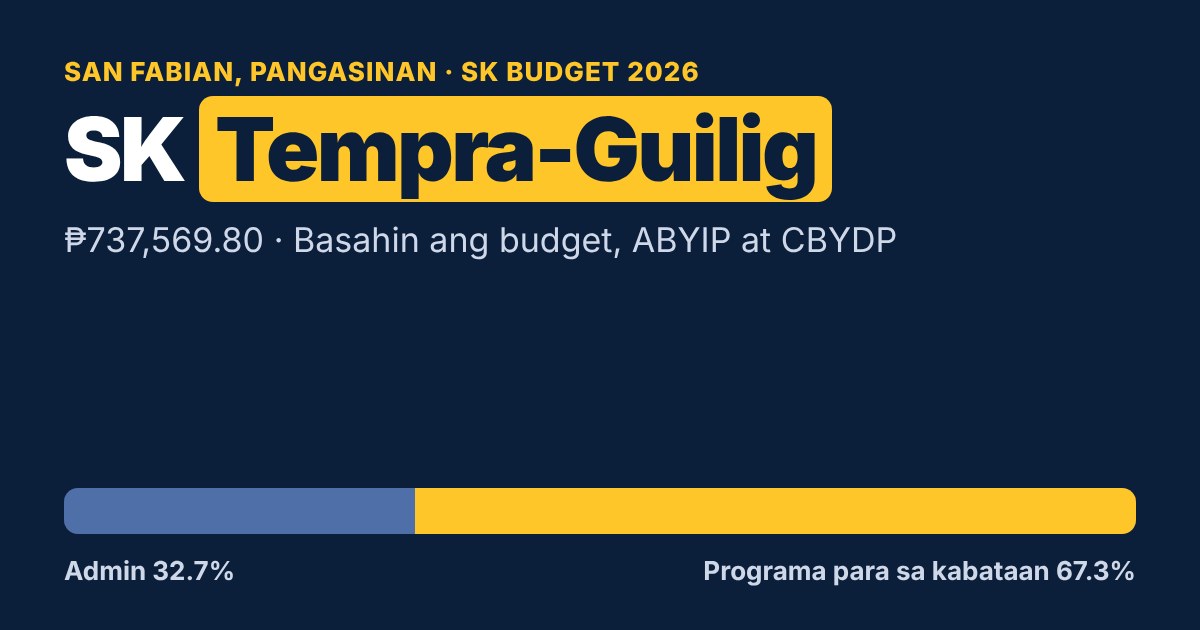 SAN FABIAN, PANGASINAN · SK BUDGET 2026
SK Tempra-Guilig
₱737,569.80 · Basahin ang budget, ABYIP at CBYDP
Admin 32.7%
Programa para sa kabataan 67.3%